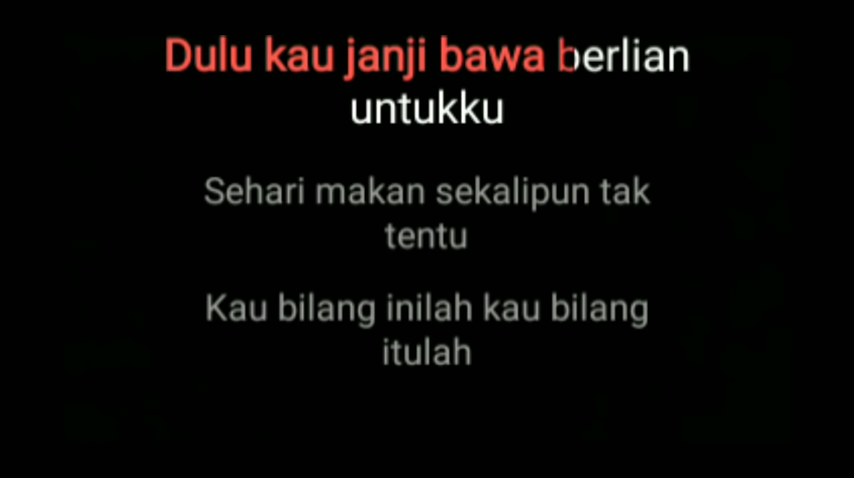 Dulu kau janji bawa berlian
untukku
Sehari makan sekalipun tak
tentu
Kau bilang inilah kau bilang
itulah